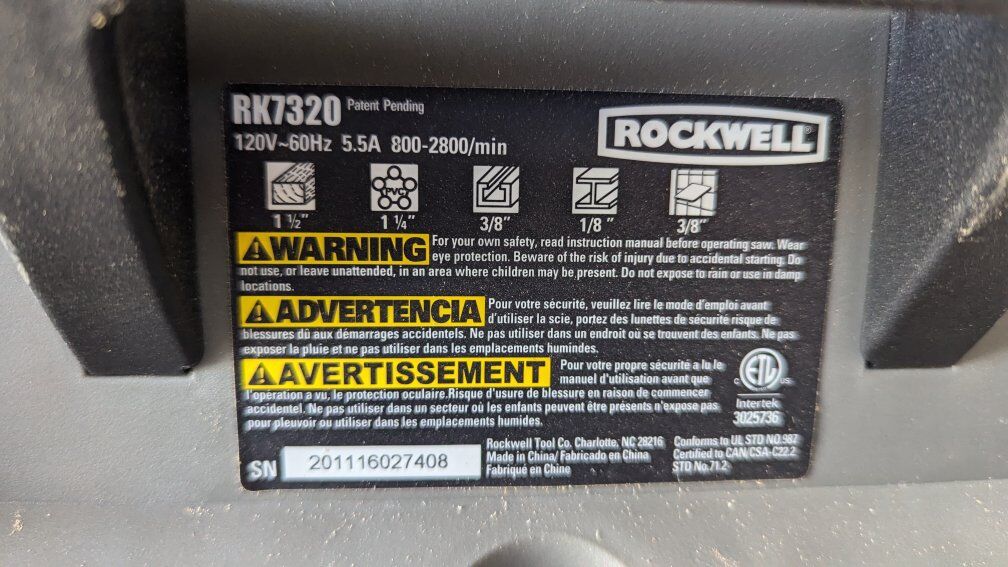 RK7320 Patent Pending
ROCKWELL®
120V~60Hz 5.5A 800-2800/min
PVC
1 ½" 1 ¼" 3/8" 1/8" 3/8"
WARNING For your own safety, read instruction manual before operating saw. Wear
eye protection. Beware of the risk of injury due to accidental starting. Do
not use, or leave unattended, in an area where children may be present. Do not expose to rain or use in damp
locations.
ADVERTENCIA Pour votre sécurité, veuillez lire le mode d'emploi avant
d'utiliser la scie, portez des lunettes de sécurité risque de
blessures dû aux démarrages accidentels. Ne pas utiliser dans un endroit où se trouvent des enfants. Ne pas
exposer la pluie et ne pas utiliser dans les emplacements humindes.
AVERTISSEMENT Pour votre propre sécurité a lu le
manuel d'utilisation avant que
l'opération a vu, le protection oculaire.Risque d'usure de blessure en raison de commencer
accidentel. Ne pas utiliser dans un secteur où les enfants peuvent être présents n'expose pas
pour pleuvoir ou utiliser dans les emplacements humides.
C ETL US
Intertek
3025736
SN 201116027408
Rockwell Tool Co. Charlotte, NC 28216
Made in China/ Fabricado en China
Fabriqué en Chine
Conforms to UL STD NO.987
Certified to CAN/CSA-C22.2
STD No.71.2